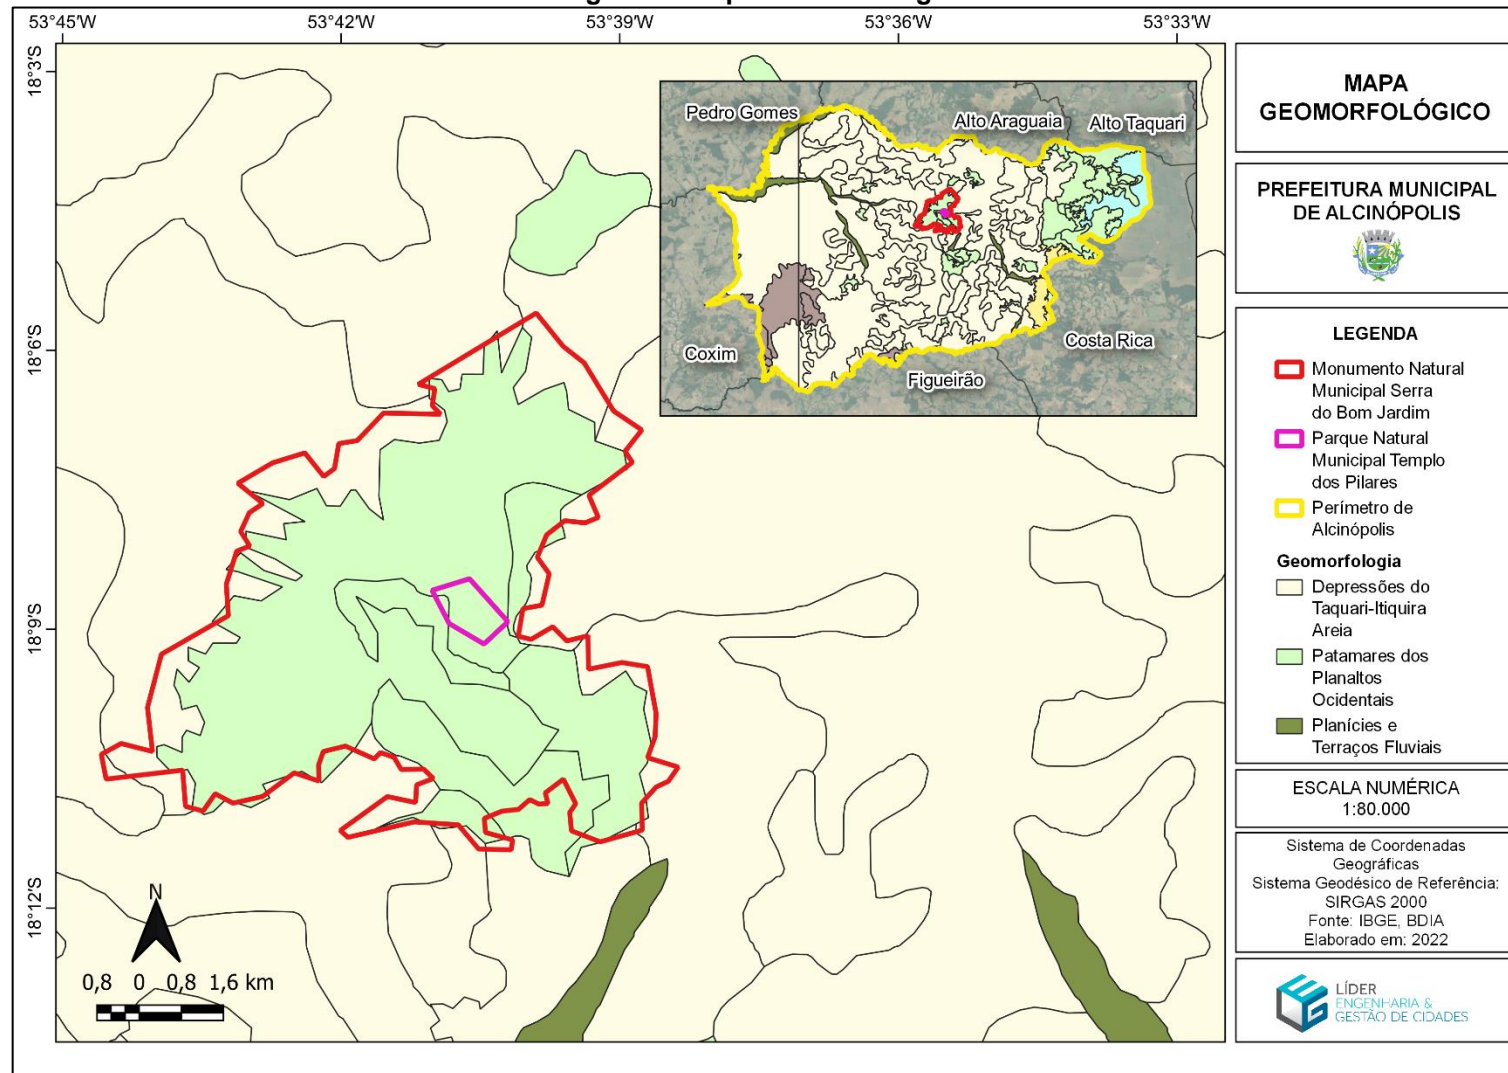 53°45'W 53°42'W 53°39'W 53°36'W 53°33'W
18°3'S
18°6'S
18°9'S
18°12'S
Pedro Gomes
Alto Araguaia
Alto Taquari
Coxim
Figueirão
Costa Rica
N
0,8 0 0,8 1,6 km
MAPA
GEOMORFOLÓGICO
PREFEITURA MUNICIPAL
DE ALCINÓPOLIS
LEGENDA
Monumento Natural
Municipal Serra
do Bom Jardim
Parque Natural
Municipal Templo
dos Pilares
Perímetro de
Alcinópolis
Geomorfologia
Depressões do
Taquari-Itiquira
Areia
Patamares dos
Planaltos
Ocidentais
Planícies e
Terraços Fluviais
ESCALA NUMÉRICA
1:80.000
Sistema de Coordenadas
Geográficas
Sistema Geodésico de Referência:
SIRGAS 2000
Fonte: IBGE, BDIA
Elaborado em: 2022
LÍDER
ENGENHARIA &
GESTÃO DE CIDADES